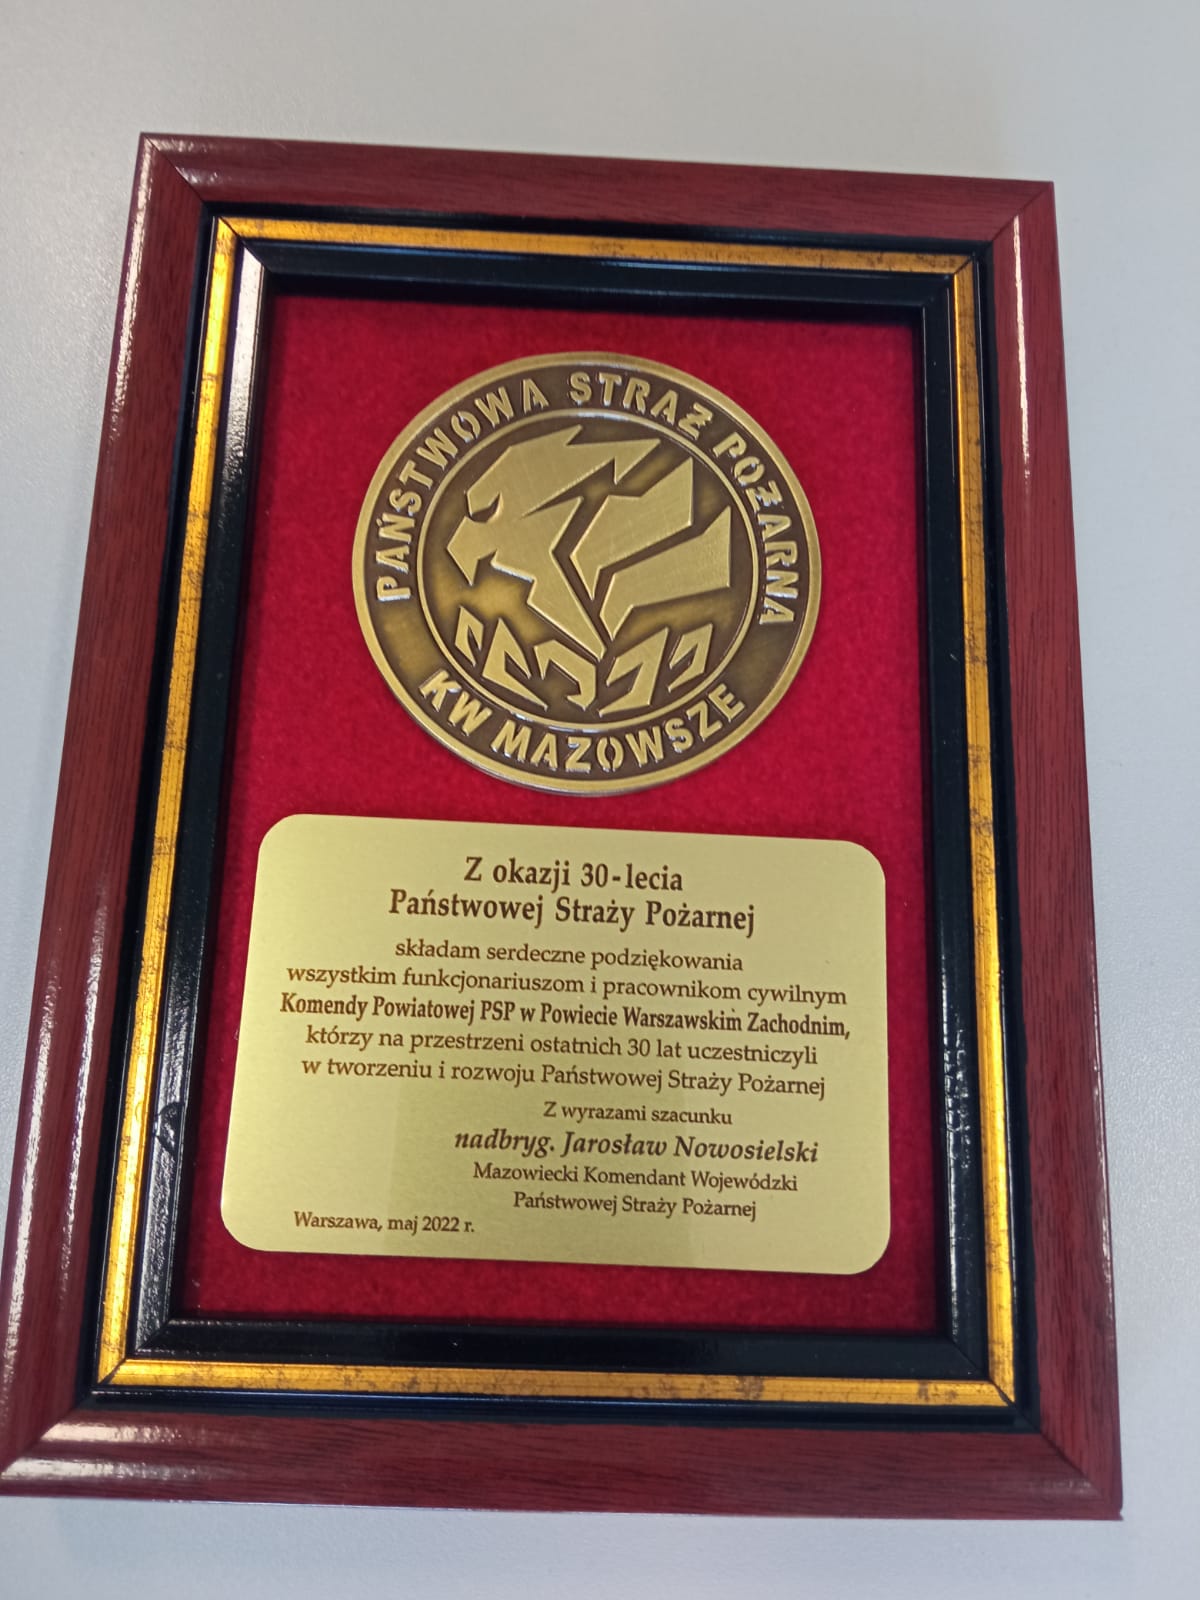 PAŃSTWOWA STRAŻ POŻARNA
KW MAZOWSZE
Z okazji 30-lecia
Państwowej Straży Pożarnej
składam serdeczne podziękowania
wszystkim funkcjonariuszom i pracownikom cywilnym
Komendy Powiatowej PSP w Powiecie Warszawskim Zachodnim,
którzy na przestrzeni ostatnich 30 lat uczestniczyli
w tworzeniu i rozwoju Państwowej Straży Pożarnej
Z wyrazami szacunku
nadbryg. Jarosław Nowosielski
Mazowiecki Komendant Wojewódzki
Państwowej Straży Pożarnej
Warszawa, maj 2022 r.